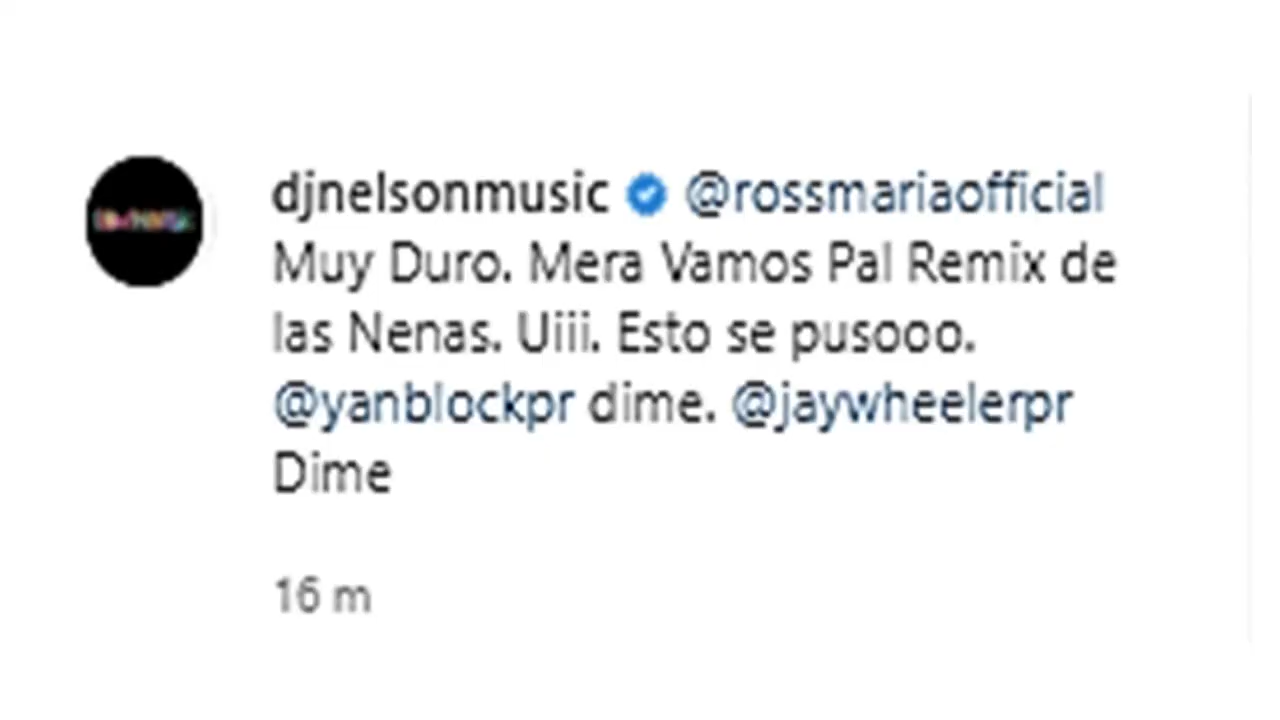 djnelsonmusic @rossmariaofficial
Muy Duro. Mera Vamos Pal Remix de
las Nenas. Uiii. Esto se pusooo.
@yanblockpr dime. @jaywheelerpr
Dime
16 m